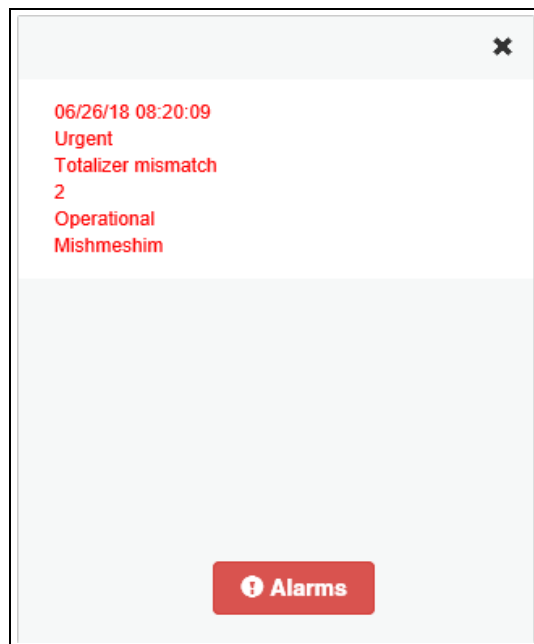 06/26/18 08:20:09
Urgent
Totalizer mismatch
2
Operational
Mishmeshim
Alarms